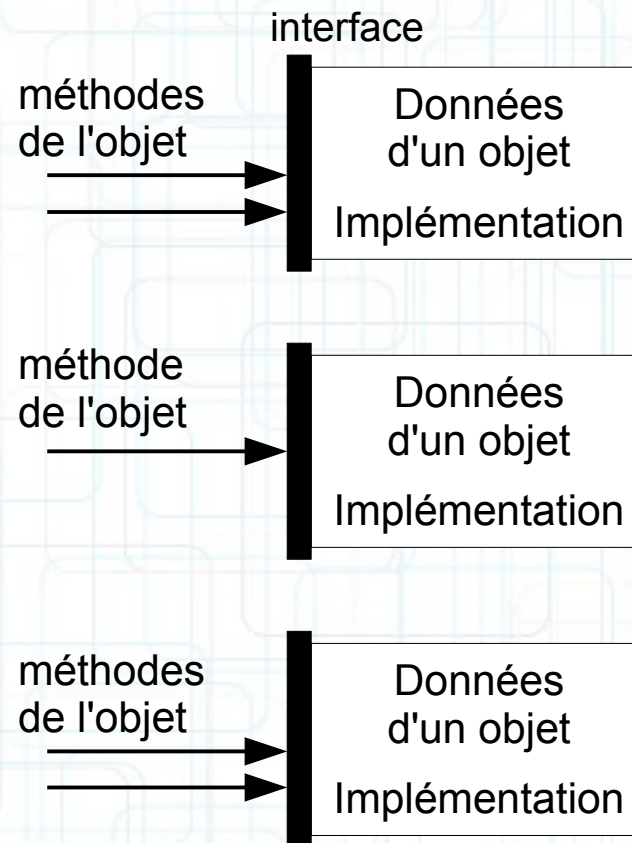 interface
méthodes
de l'objet
Données
d'un objet
Implémentation
méthode
de l'objet
Données
d'un objet
Implémentation
méthodes
de l'objet
Données
d'un objet
Implémentation